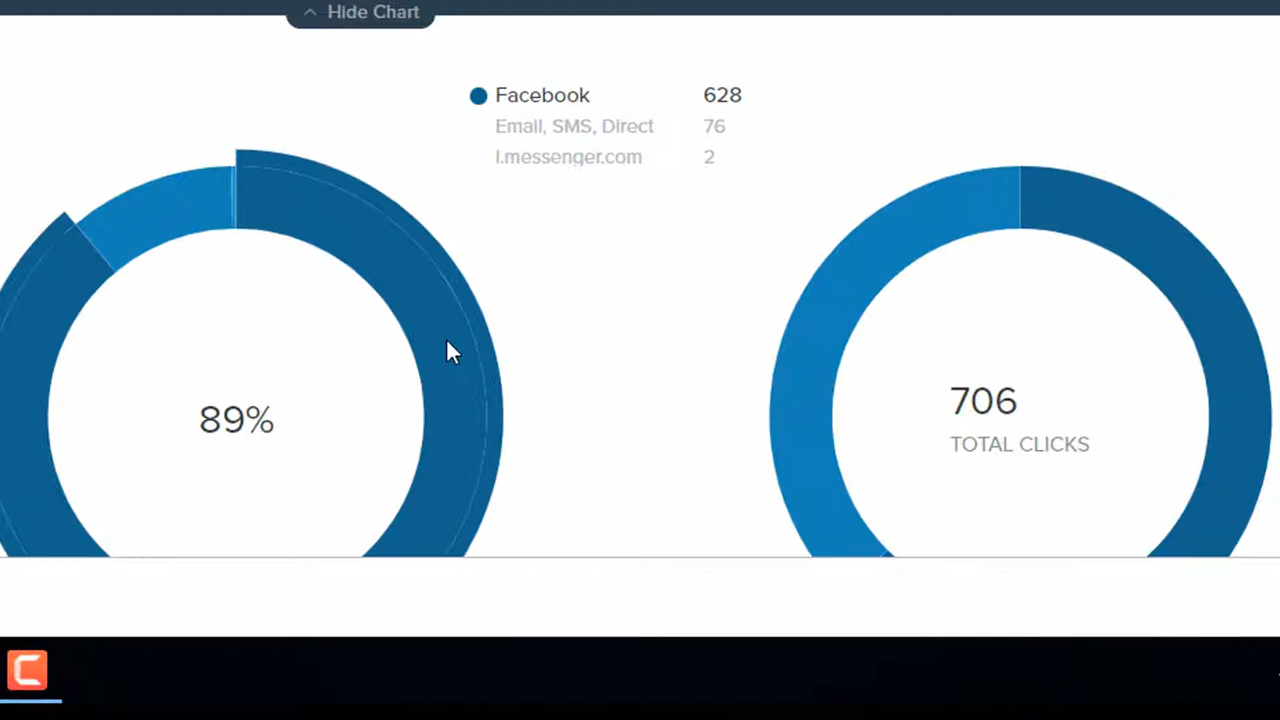 Hide Chart
Facebook 628
Email, SMS, Direct 76
l.messenger.com 2
89%
706
TOTAL CLICKS